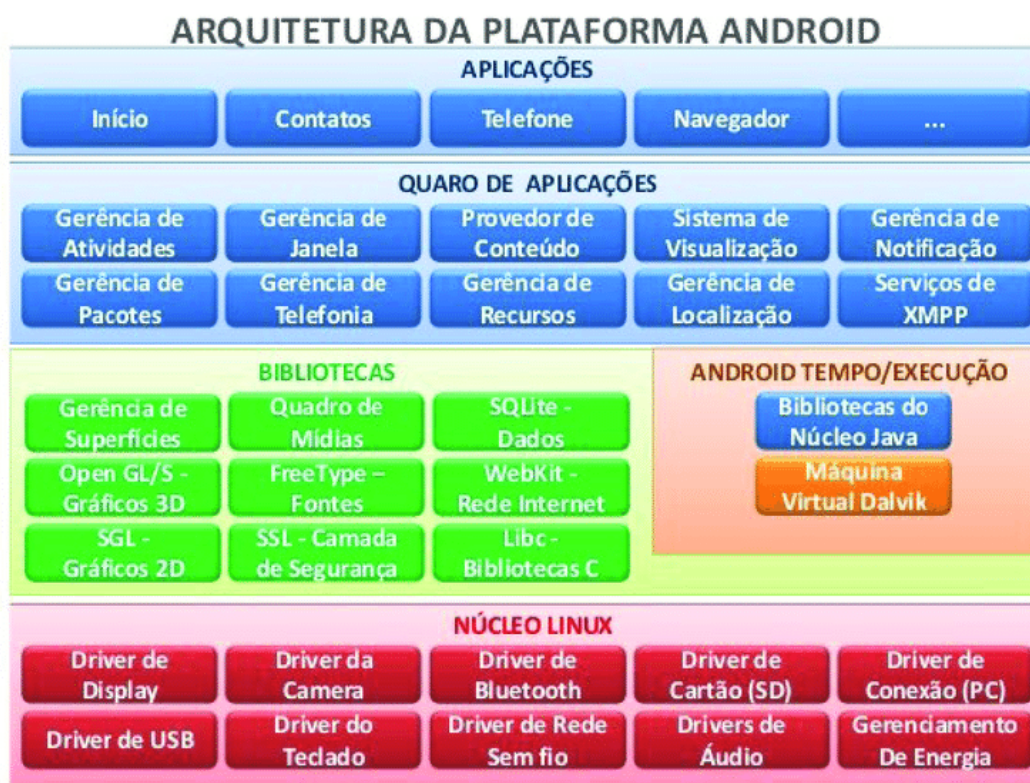 ARQUITETURA DA PLATAFORMA ANDROID
APLICAÇÕES
Início
Contatos
Telefone
Navegador
...
QUARO DE APLICAÇÕES
Gerência de
Atividades
Gerência de
Janela
Provedor de
Conteúdo
Sistema de
Visualização
Gerência de
Notificação
Gerência de
Pacotes
Gerência de
Telefonia
Gerência de
Recursos
Gerência de
Localização
Serviços de
XMPP
BIBLIOTECAS
Gerência de
Superfícies
Quadro de
Mídias
SQLite -
Dados
Open GL/S -
Gráficos 3D
FreeType –
Fontes
WebKit -
Rede Internet
SGL -
Gráficos 2D
SSL - Camada
de Segurança
Libc -
Bibliotecas C
ANDROID TEMPO/EXECUÇÃO
Bibliotecas do
Núcleo Java
Máquina
Virtual Dalvik
NÚCLEO LINUX
Driver de
Display
Driver da
Camera
Driver de
Bluetooth
Driver de
Cartão (SD)
Driver de
Conexão (PC)
Driver de USB
Driver do
Teclado
Driver de Rede
Sem fio
Drivers de
Áudio
Gerenciamento
De Energia